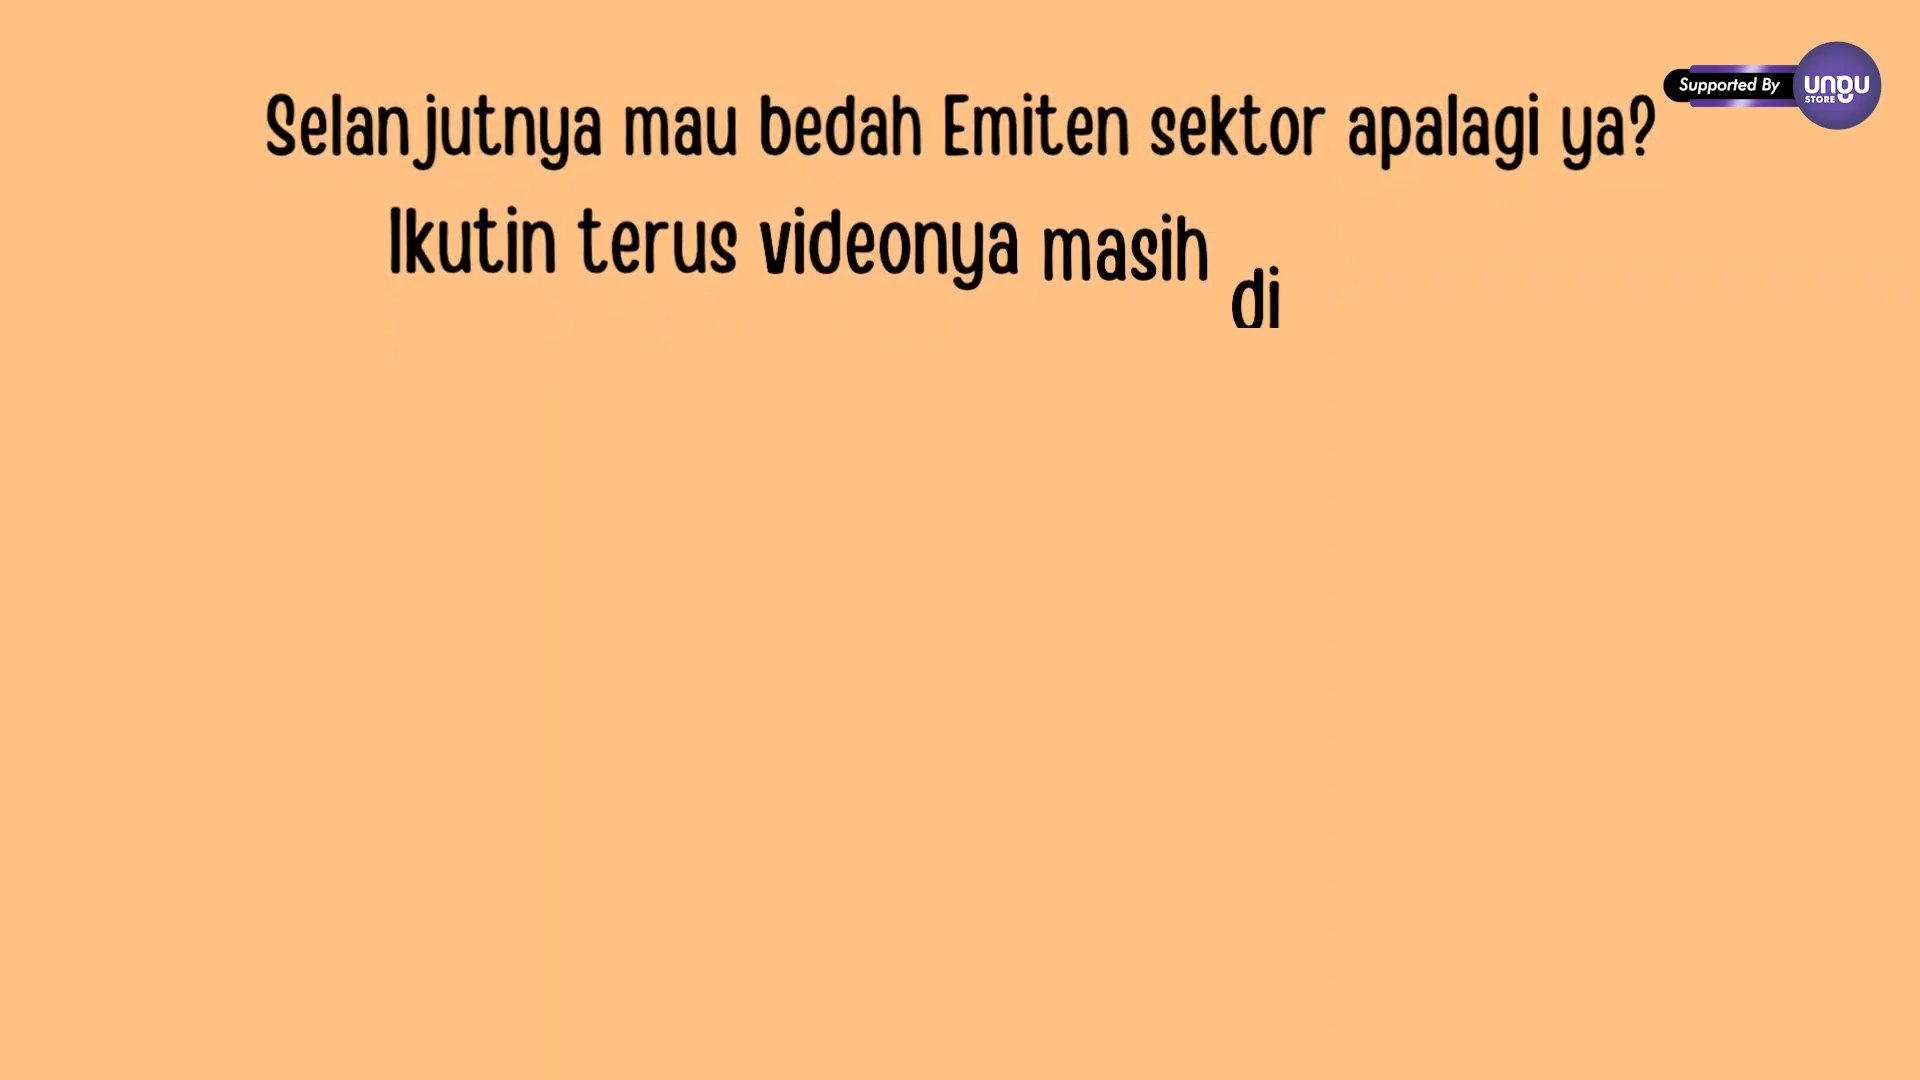 Supported By
ungu
STORE
Selanjutnya mau bedah Emiten sektor apalagi ya?
Ikutin terus videonya masih di